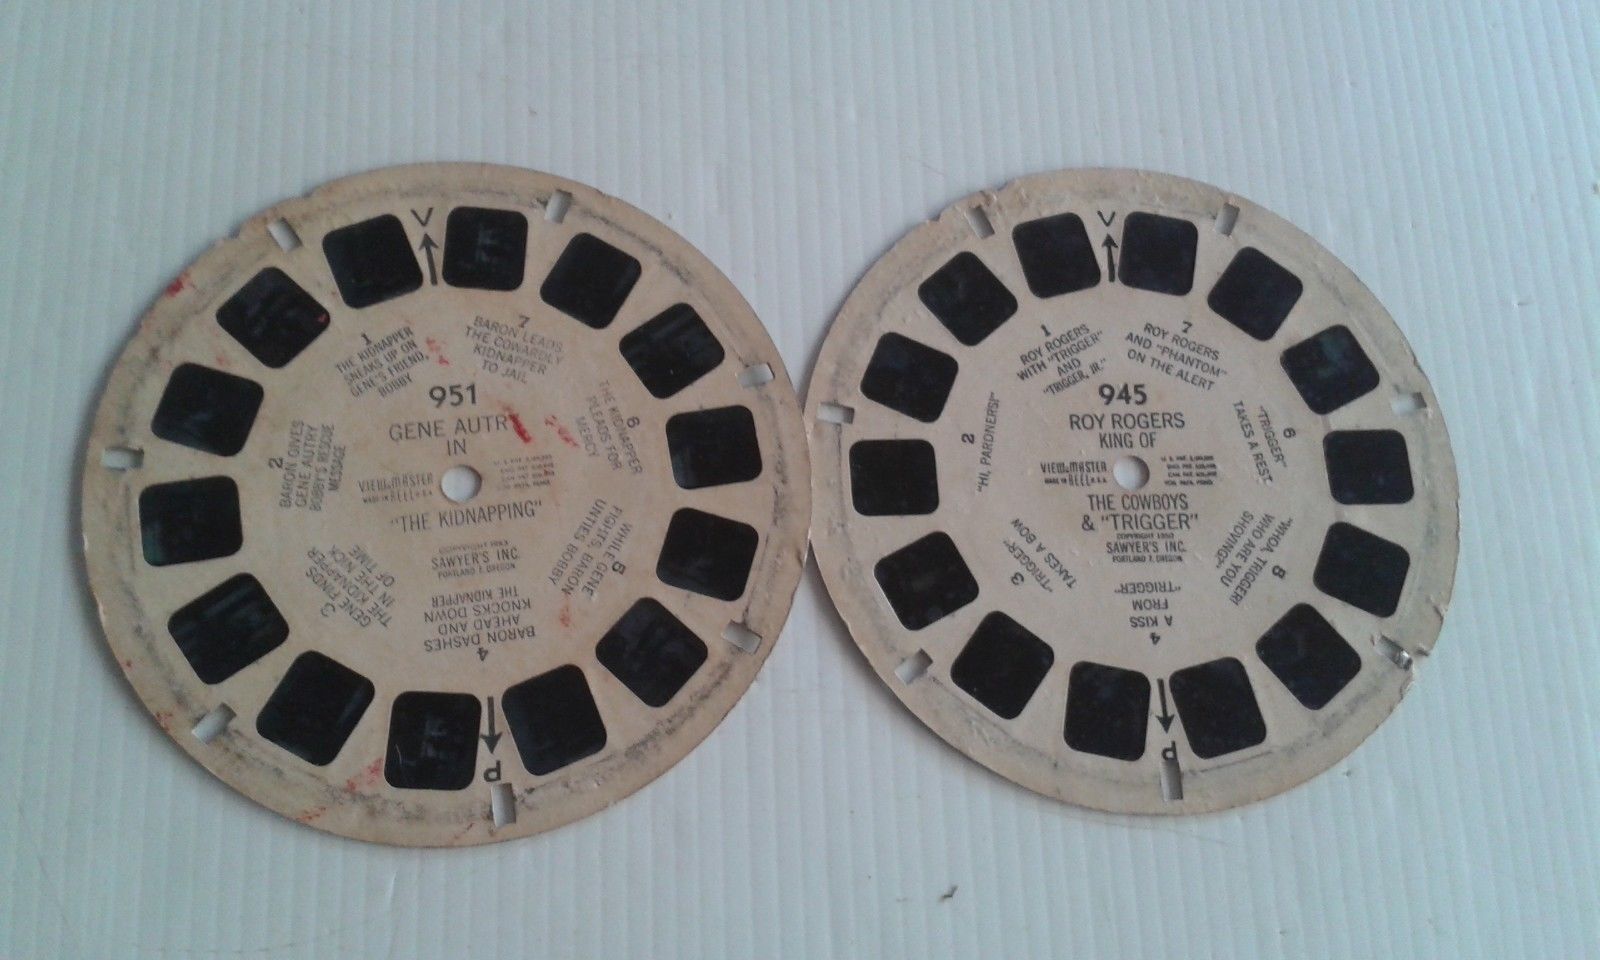 V
1
THE KIDNAPPER
SNEAKS UP ON
GENE'S FRIEND,
BOBBY
7
BARON LEADS
THE COWARDLY
KIDNAPPER
TO JAIL
951
GENE AUTRY
IN
VIEW-MASTER
MADE IN REEL U.S.A.
"THE KIDNAPPING"
SAWYER'S INC.
PORTLAND 7, OREGON
2
BARON GIVES
GENE AUTRY
BOBBY'S RESCUE
MESSAGE
6
THE KIDNAPPER
PLEADS FOR
MERCY
3
GENE FINDS
THE KIDNAPPER
IN THE NICK
OF TIME
5
WHILE GENE
FIGHTS, BARON
UNTIES BOBBY
4
BARON DASHES
AHEAD AND
KNOCKS DOWN
THE KIDNAPPER
P
V
1
ROY ROGERS
WITH "TRIGGER"
AND
"TRIGGER, JR."
7
ROY ROGERS
AND "PHANTOM"
ON THE ALERT
945
ROY ROGERS
KING OF
VIEW-MASTER
MADE IN REEL U.S.A.
THE COWBOYS
& "TRIGGER"
COPYRIGHT 1950
SAWYER'S INC.
PORTLAND 7, OREGON
2
"HI, PARDNERS!"
6
"TRIGGER"
TAKES A REST
3
"TRIGGER"
TAKES A BOW
5
"WHOA, TRIGGER!
WHO ARE YOU
SHOVING?"
4
A KISS
FROM
"TRIGGER"
P